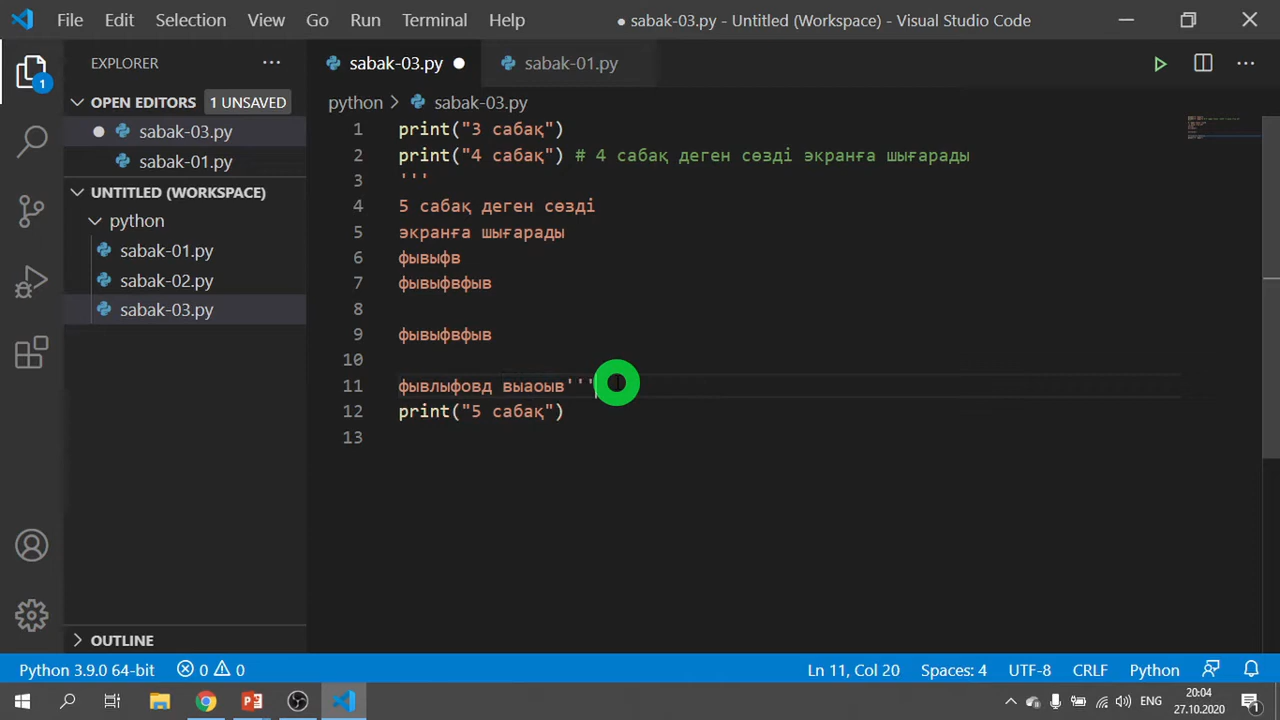 File Edit Selection View Go Run Terminal Help ● sabak-03.py - Untitled (Workspace) - Visual Studio Code
EXPLORER ··· sabak-03.py ● sabak-01.py ···
OPEN EDITORS 1 UNSAVED
python > sabak-03.py
● sabak-03.py
sabak-01.py
UNTITLED (WORKSPACE)
python
sabak-01.py
sabak-02.py
sabak-03.py
1 print("3 сабақ")
2 print("4 сабақ") # 4 сабақ деген сөзді экранға шығарады
3 '''
4 5 сабақ деген сөзді
5 экранға шығарады
6 фывыфв
7 фывыфвфыв
8
9 фывыфвфыв
10
11 фывлыфовд выаоыв'''
12 print("5 сабақ")
13
OUTLINE
Python 3.9.0 64-bit 0 0 Ln 11, Col 20 Spaces: 4 UTF-8 CRLF Python
ENG 20:04
27.10.2020
1
1